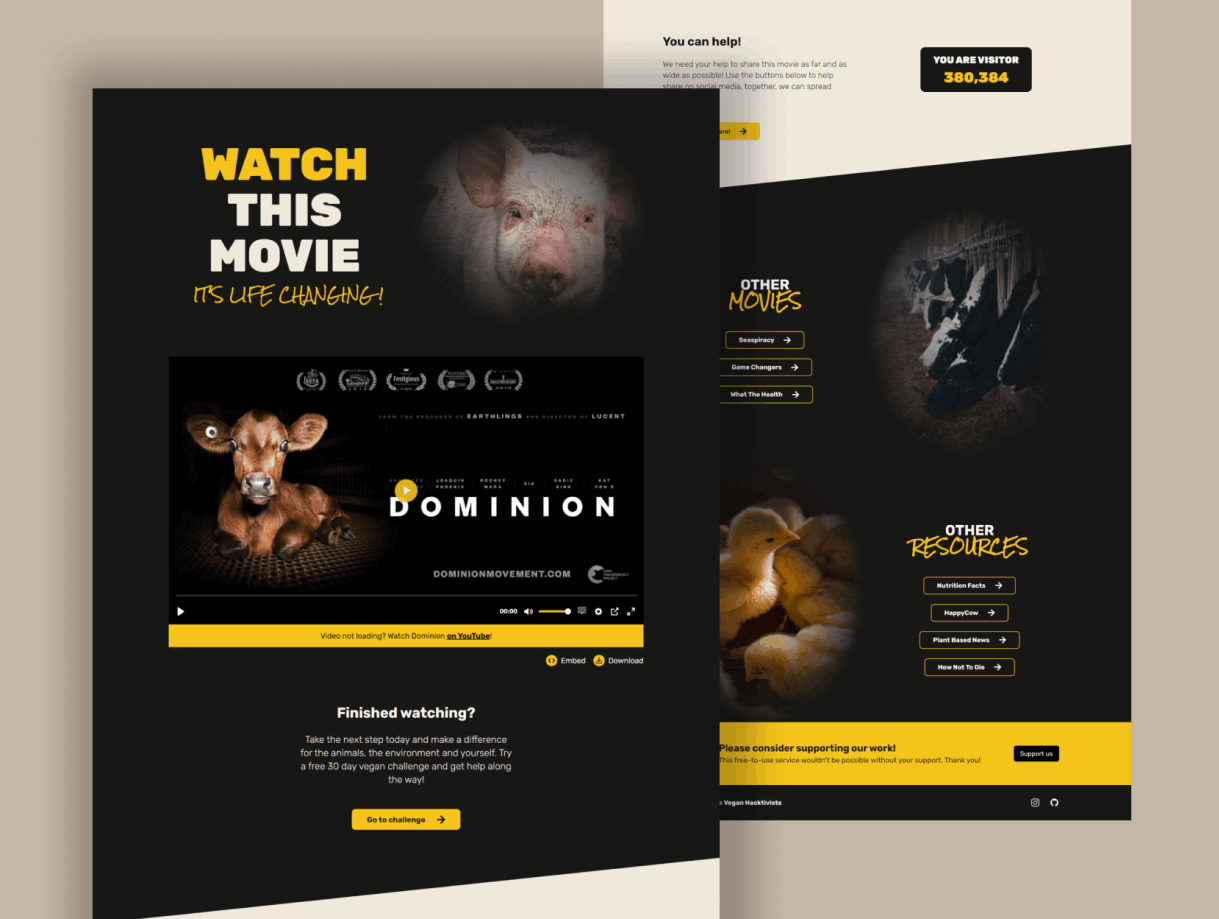 WATCH
THIS
MOVIE
IT'S LIFE CHANGING!
Festigious
FROM THE PRODUCER OF EARTHLINGS AND DIRECTOR OF LUCENT
JOAQUIN PHOENIX
ROONEY MARA
SIA
SADIE SINK
KAT VON D
DOMINION
DOMINIONMOVEMENT.COM
FARM TRANSPARENCY PROJECT
00:00
Video not loading? Watch Dominion on YouTube!
Embed
Download
Finished watching?
Take the next step today and make a difference
for the animals, the environment and yourself. Try
a free 30 day vegan challenge and get help along
the way!
Go to challenge
You can help!
We need your help to share this movie as far and as
wide as possible! Use the buttons below to help
share on social media, together, we can spread
YOU ARE VISITOR
380,384
OTHER
MOVIES
Seaspiracy
Game Changers
What The Health
OTHER
RESOURCES
Nutrition Facts
HappyCow
Plant Based News
How Not To Die
Please consider supporting our work!
This free-to-use service wouldn't be possible without your support. Thank you!
Support us
Vegan Hacktivists